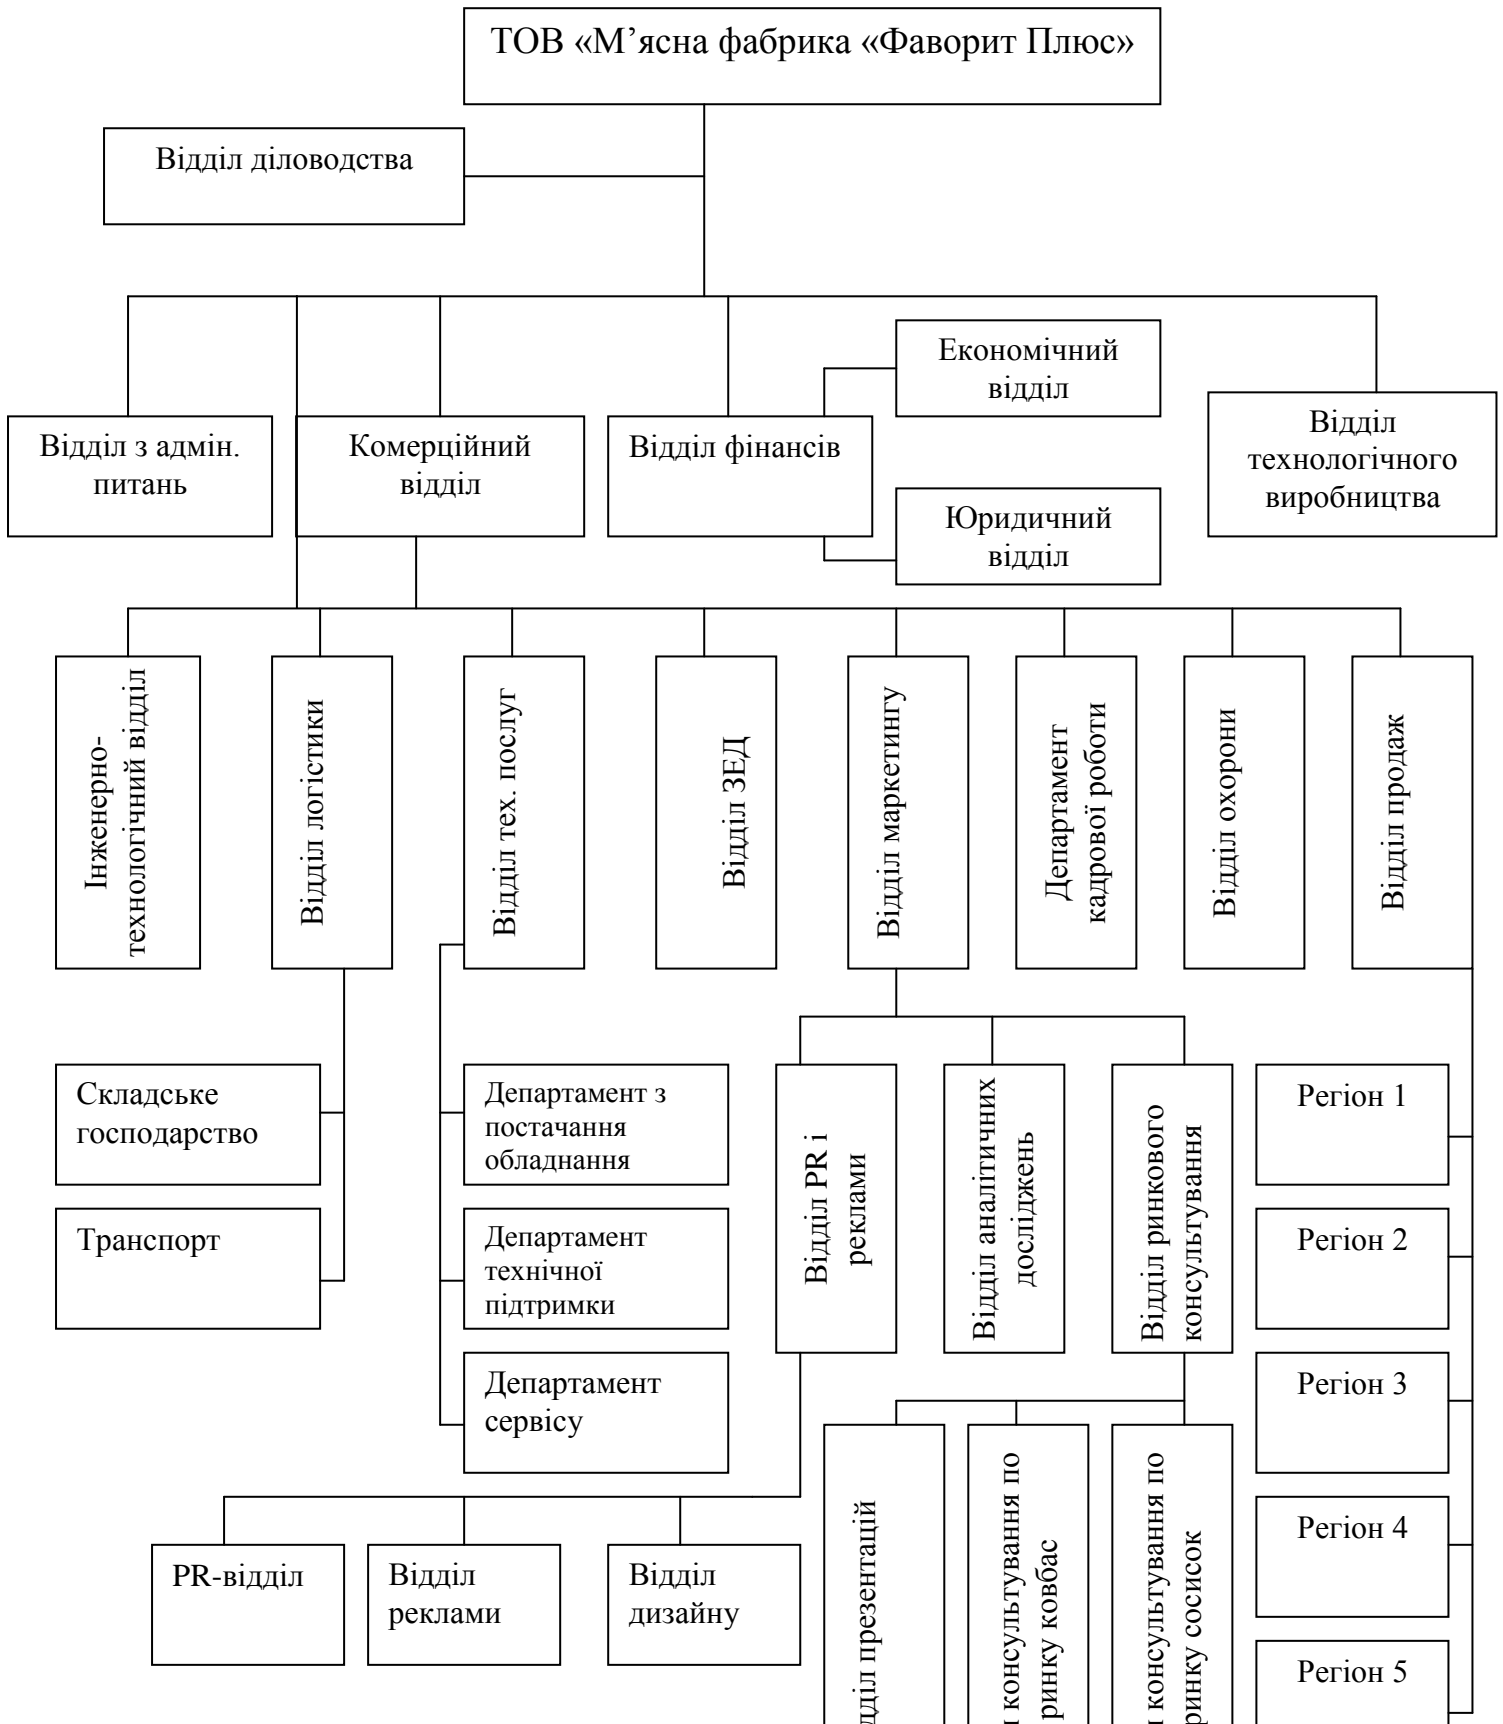 ТОВ «М’ясна фабрика «Фаворит Плюс»
Відділ діловодства
Економічний
відділ
Відділ з адмін.
питань
Комерційний
відділ
Відділ фінансів
Відділ
технологічного
виробництва
Юридичний
відділ
Інженерно-
технологічний відділ
Відділ логістики
Відділ тех. послуг
Відділ ЗЕД
Відділ маркетингу
Департамент
кадрової роботи
Відділ охорони
Відділ продаж
Складське
господарство
Транспорт
Департамент з
постачання
обладнання
Департамент
технічної
підтримки
Департамент
сервісу
Відділ PR і
реклами
Відділ аналітичних
досліджень
Відділ ринкового
консультування
Регіон 1
Регіон 2
Регіон 3
Регіон 4
Регіон 5
PR-відділ
Відділ
реклами
Відділ
дизайну
презентацій
консультування по
ринку ковбас
консультування по
ринку сосисок